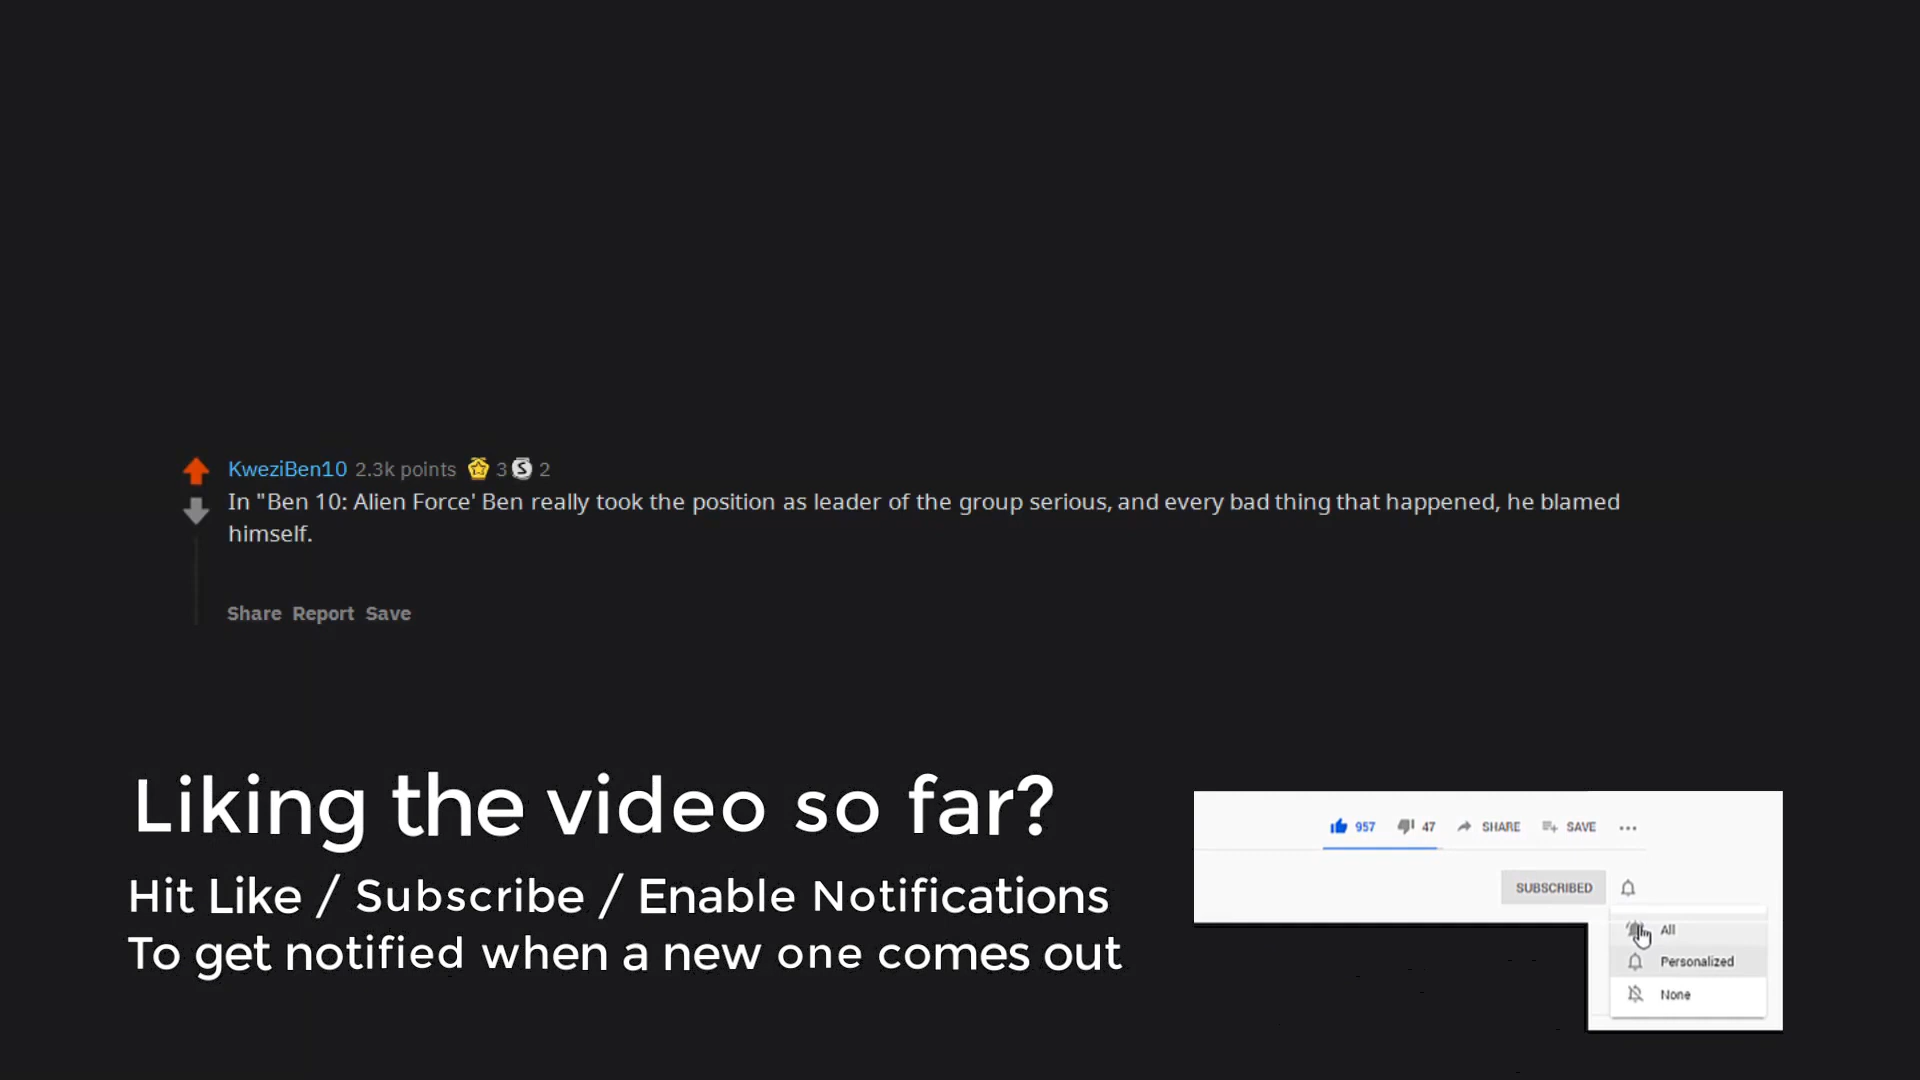 KweziBen10 2.3k points 3 2
In "Ben 10: Alien Force' Ben really took the position as leader of the group serious, and every bad thing that happened, he blamed
himself.
Share Report Save
Liking the video so far?
Hit Like / Subscribe / Enable Notifications
To get notified when a new one comes out
957 47 SHARE SAVE
SUBSCRIBED
All
Personalized
None